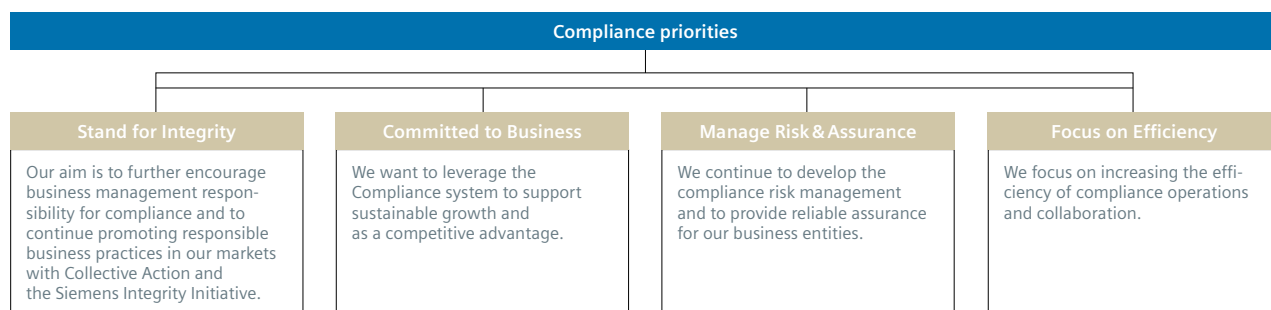 Compliance priorities
Stand for Integrity
Our aim is to further encourage
business management respon-
sibility for compliance and to
continue promoting responsible
business practices in our markets
with Collective Action and
the Siemens Integrity Initiative.
Committed to Business
We want to leverage the
Compliance system to support
sustainable growth and
as a competitive advantage.
Manage Risk & Assurance
We continue to develop the
compliance risk management
and to provide reliable assurance
for our business entities.
Focus on Efficiency
We focus on increasing the effi-
ciency of compliance operations
and collaboration.